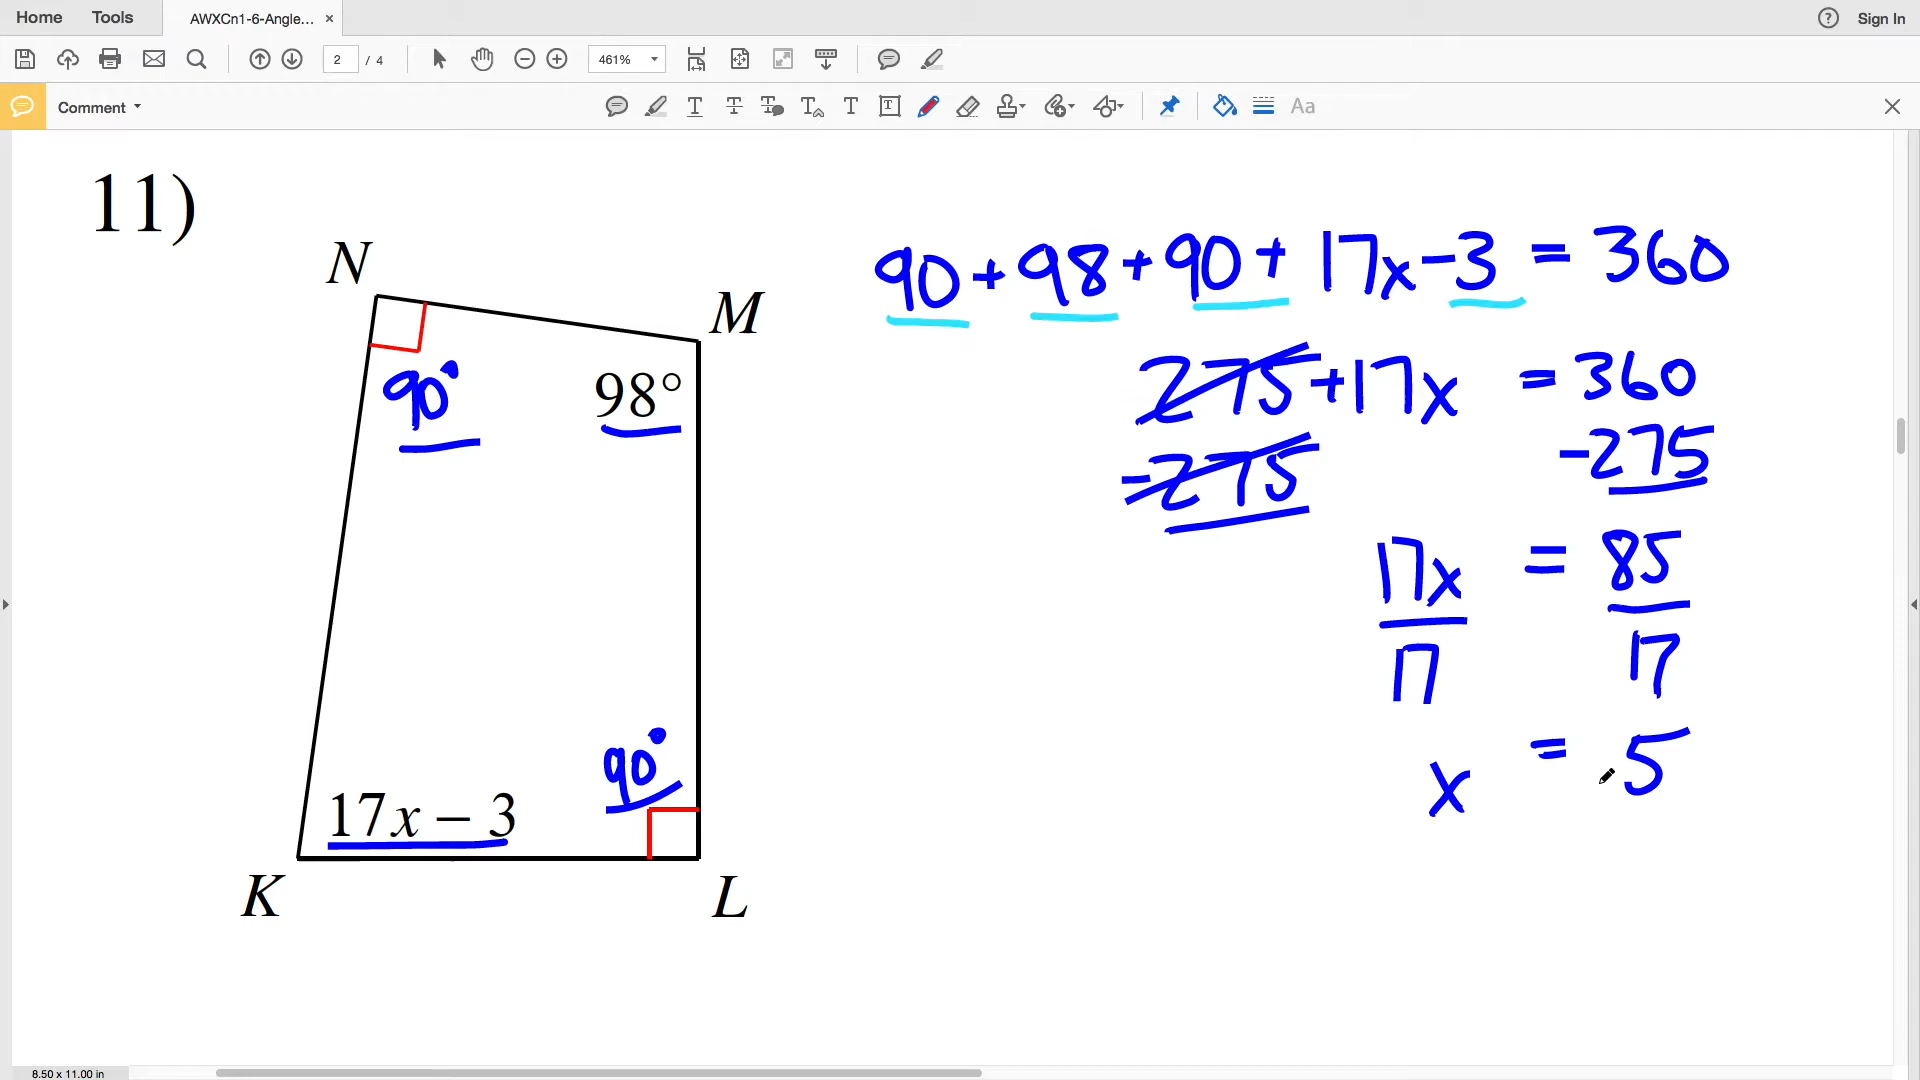 Home Tools AWXCn1-6-Angle... × Sign In
2 / 4 461%
Comment Aa
11)
N
M
90°
98°
90°
17x − 3
K
L
90 + 98 + 90 + 17x − 3 = 360
275 + 17x = 360
−275 −275
17x = 85
17 17
x = 5
8.50 x 11.00 in